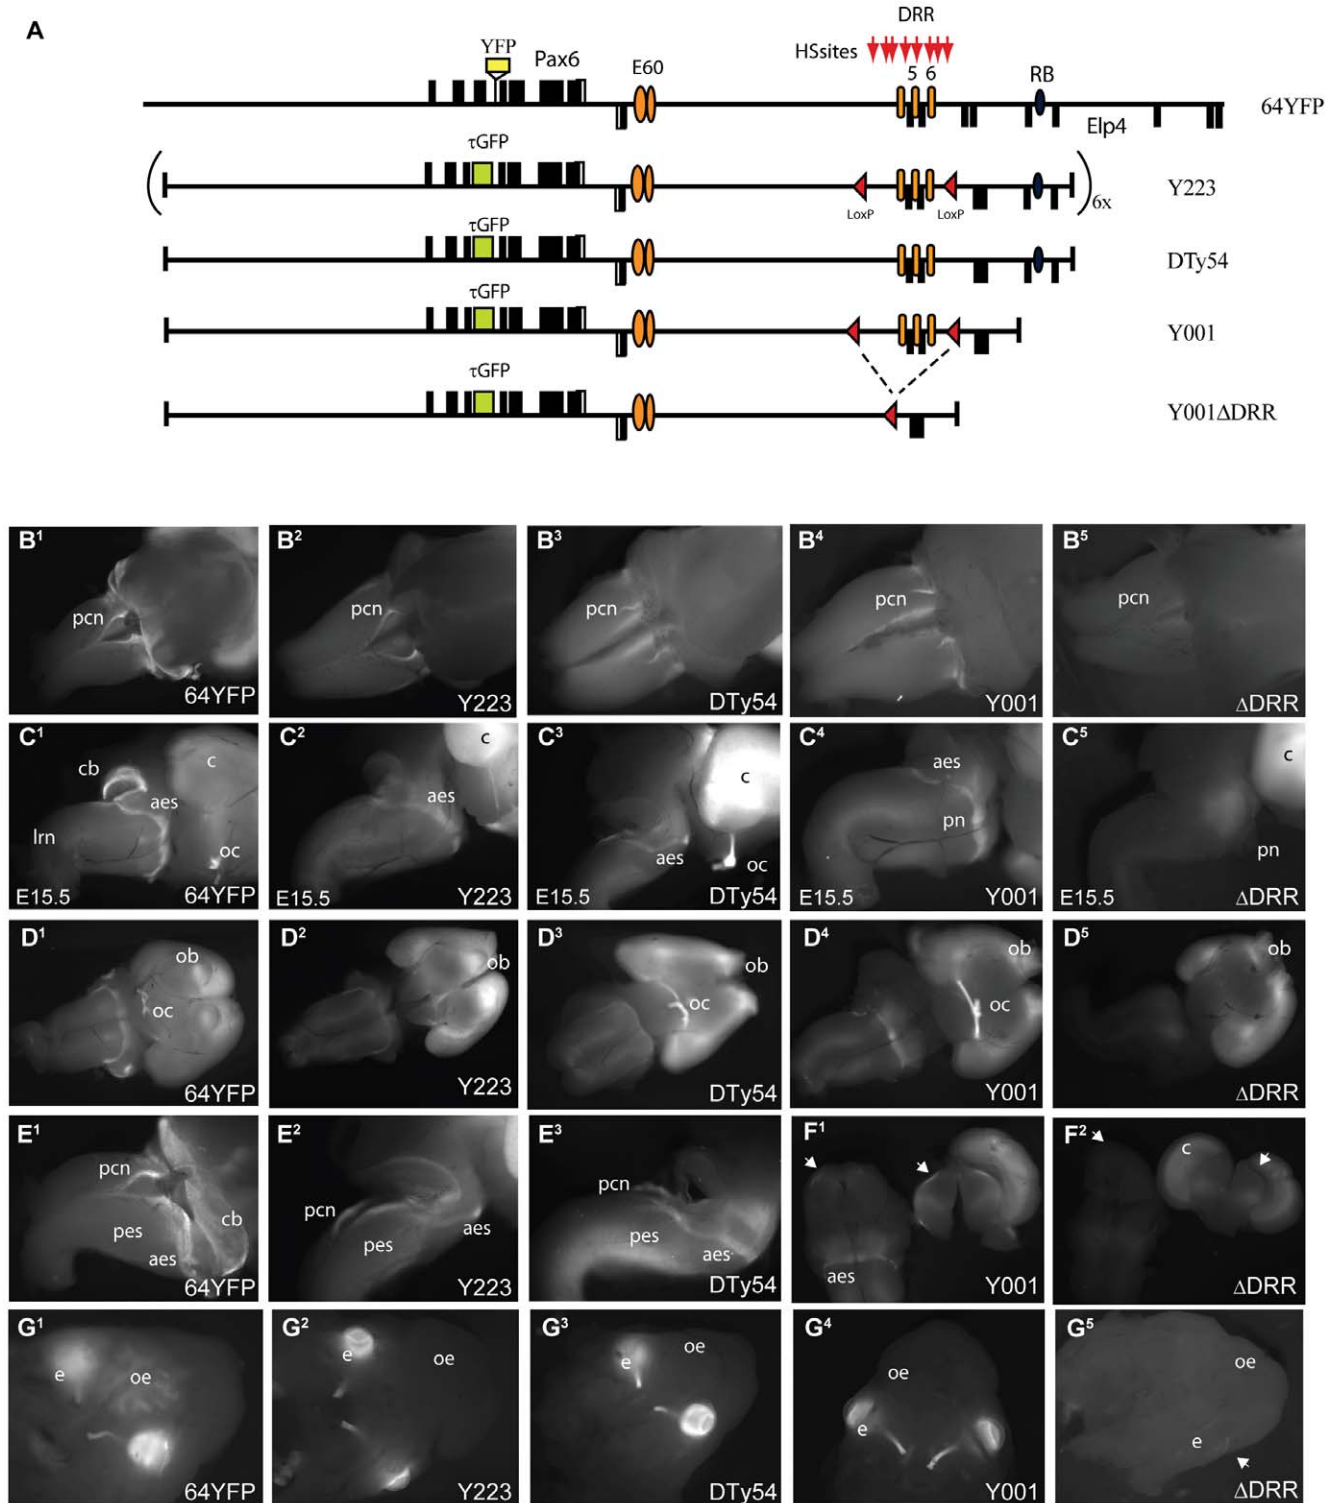 A
DRR
HSsites
YFP
Pax6
E60
5 6
RB
Elp4
64YFP
τGFP
LoxP
LoxP
6x
Y223
τGFP
DTy54
τGFP
Y001
τGFP
Y001ΔDRR
B1 pcn 64YFP
B2 pcn Y223
B3 pcn DTy54
B4 pcn Y001
B5 pcn ΔDRR
C1 cb c aes lrn oc E15.5 64YFP
C2 c aes E15.5 Y223
C3 c aes oc E15.5 DTy54
C4 aes pn E15.5 Y001
C5 c pn E15.5 ΔDRR
D1 ob oc 64YFP
D2 ob Y223
D3 ob oc DTy54
D4 ob oc Y001
D5 ob ΔDRR
E1 pcn pes cb aes 64YFP
E2 pcn pes aes Y223
E3 pcn pes aes DTy54
F1 aes Y001
F2 c ΔDRR
G1 e oe 64YFP
G2 e oe Y223
G3 e oe DTy54
G4 oe e Y001
G5 oe e ΔDRR